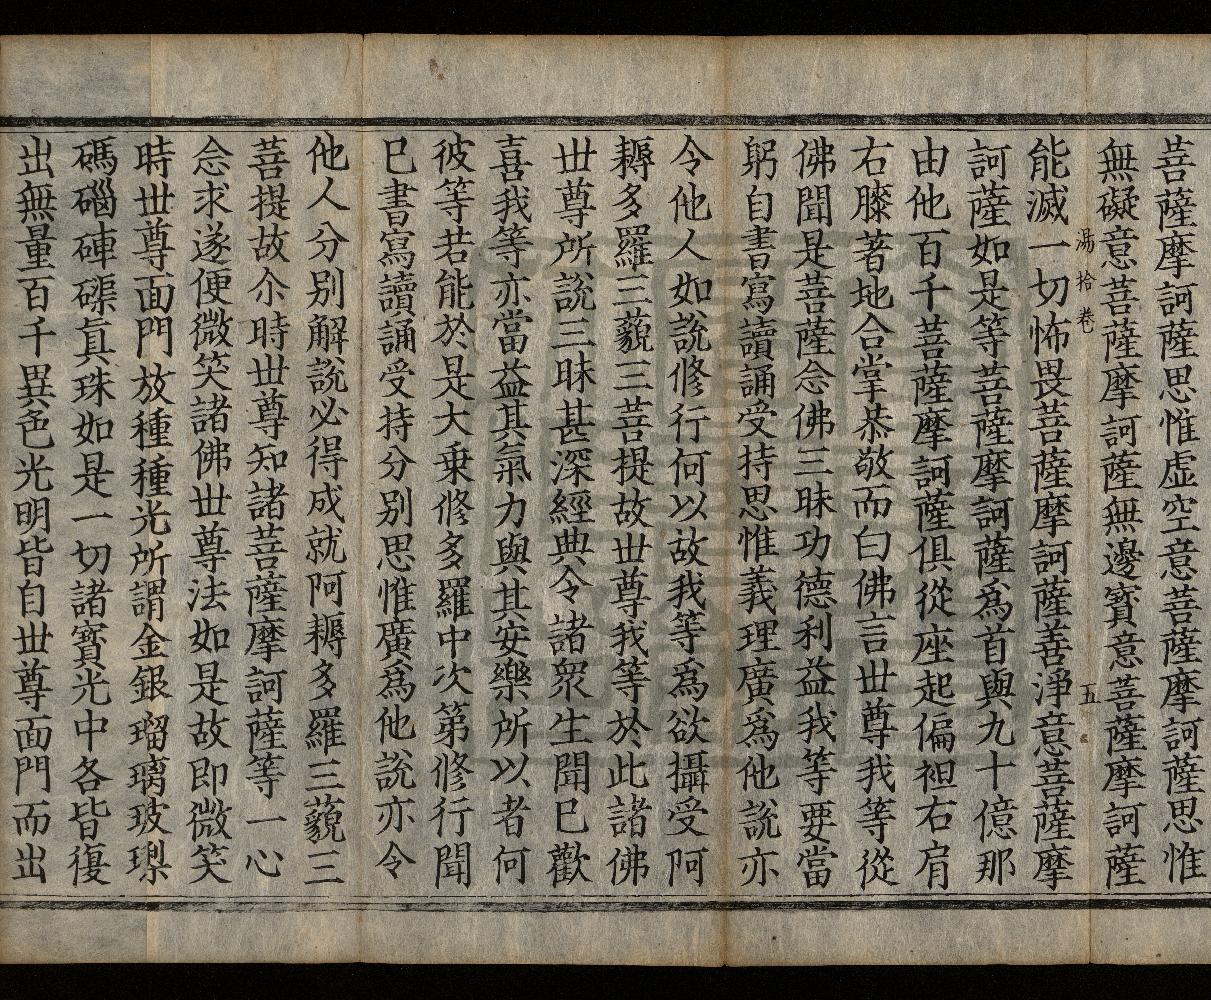 菩薩摩訶薩思惟虛空意菩薩摩訶薩思惟
無礙意菩薩摩訶薩無邊寶意菩薩摩訶薩
湯 拾卷 五
能滅一切怖畏菩薩摩訶薩善淨意菩薩摩
訶薩如是等菩薩摩訶薩爲首與九十億那
由他百千菩薩摩訶薩俱從座起偏袒右肩
右膝著地合掌恭敬而白佛言世尊我等從
佛聞是菩薩念佛三昧功德利益我等要當
躬自書寫讀誦受持思惟義理廣爲他說亦
令他人如說修行何以故我等爲欲攝受阿
耨多羅三藐三菩提故世尊我等於此諸佛
世尊所說三昧甚深經典令諸眾生聞已歡
喜我等亦當益其氣力與其安樂所以者何
彼等若能於是大乗修多羅中次第修行聞
已書寫讀誦受持分別思惟廣爲他說亦令
他人分別解說必得成就阿耨多羅三藐三
菩提故尒時世尊知諸菩薩摩訶薩等一心
念求遂便微笑諸佛世尊法如是故即微笑
時世尊面門放種種光所謂金銀瑠璃玻瓈
碼碯硨磲真珠如是一切諸寶光中各皆復
出無量百千異色光明皆自世尊面門而出